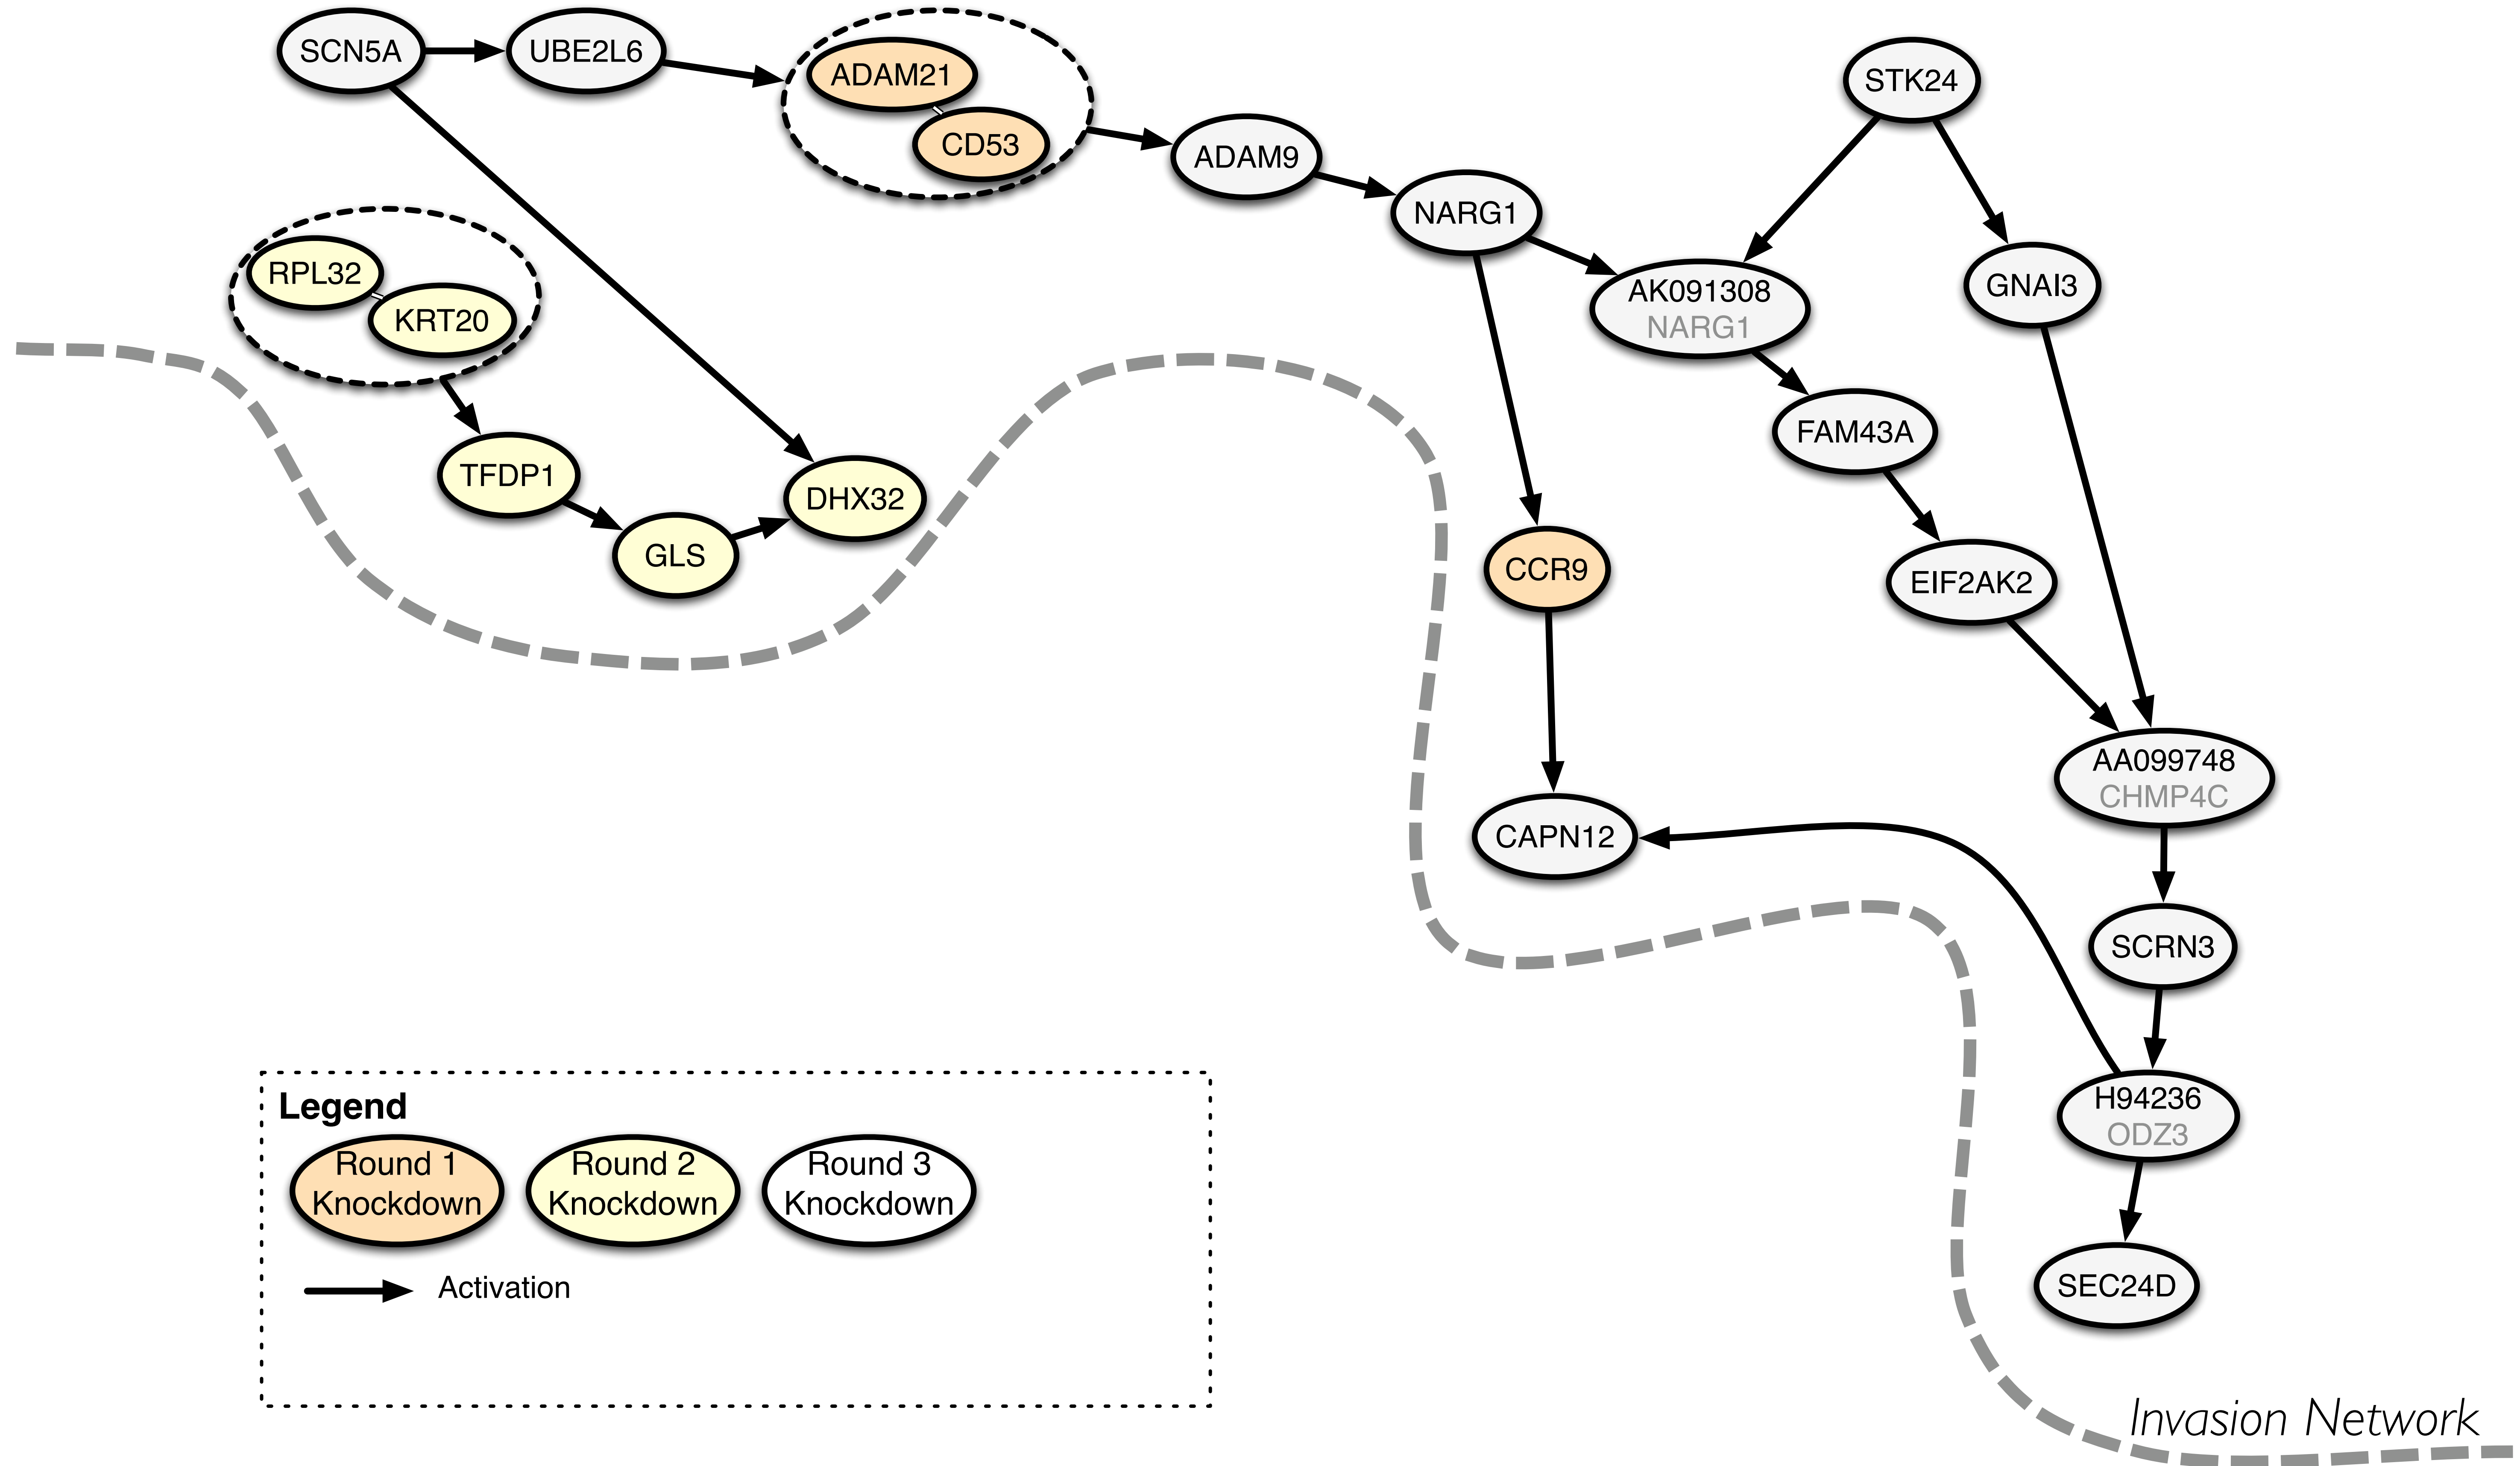 SCN5A
UBE2L6
ADAM21
CD53
ADAM9
STK24
NARG1
RPL32
KRT20
AK091308
NARG1
GNAI3
FAM43A
TFDP1
DHX32
GLS
CCR9
EIF2AK2
AA099748
CHMP4C
CAPN12
SCRN3
H94236
ODZ3
SEC24D
Legend
Round 1
Knockdown
Round 2
Knockdown
Round 3
Knockdown
Activation
Invasion Network